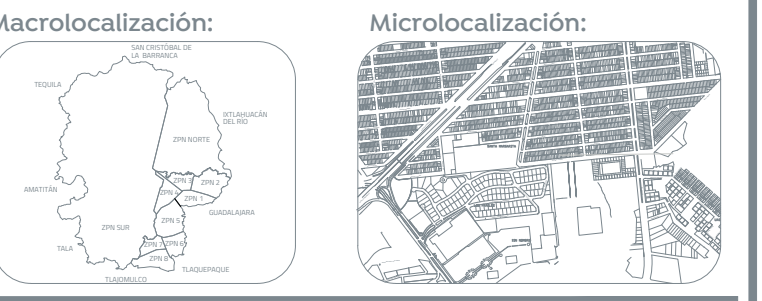 Macrolocalización:
Microlocalización:
SAN CRISTÓBAL DE
LA BARRANCA
TEQUILA
IXTLAHUACÁN
DEL RÍO
ZPN NORTE
ZPN 3
ZPN 2
AMATITÁN
ZPN 4
ZPN 1
GUADALAJARA
ZPN 5
ZPN SUR
TALA
ZPN 7
ZPN 6
ZPN 8
TLAQUEPAQUE
TLAJOMULCO